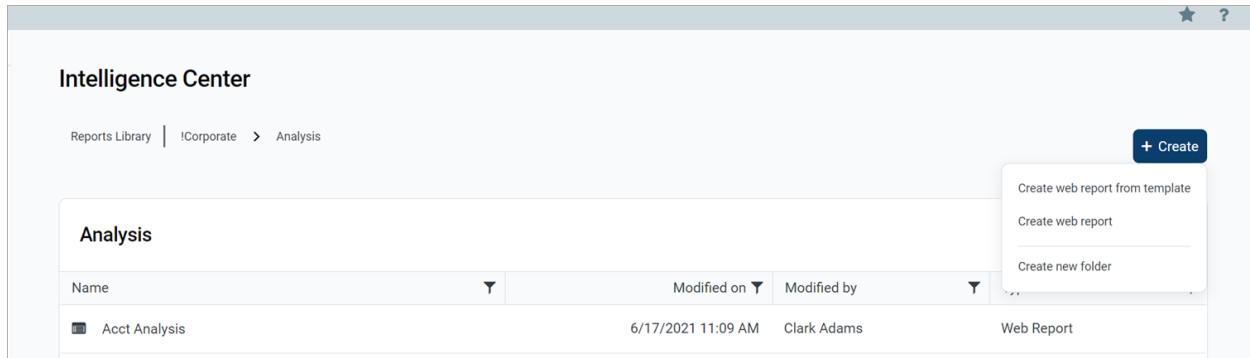 ?
Intelligence Center
Reports Library !Corporate > Analysis
+ Create
Create web report from template
Create web report
Create new folder
Analysis
Name Modified on Modified by
Acct Analysis 6/17/2021 11:09 AM Clark Adams Web Report